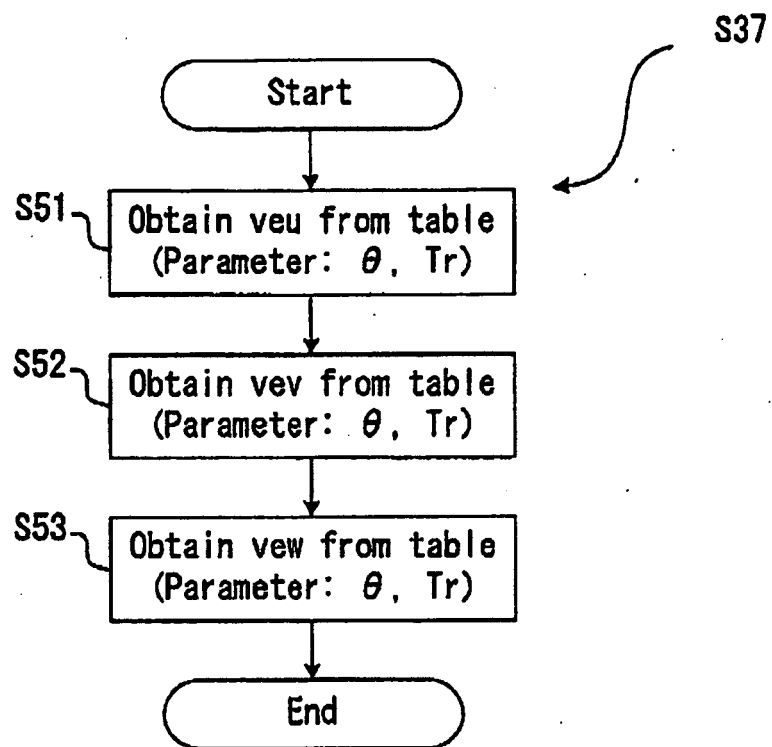 S37
Start
S51
Obtain veu from table
(Parameter: θ, Tr)
S52
Obtain vev from table
(Parameter: θ, Tr)
S53
Obtain vew from table
(Parameter: θ, Tr)
End